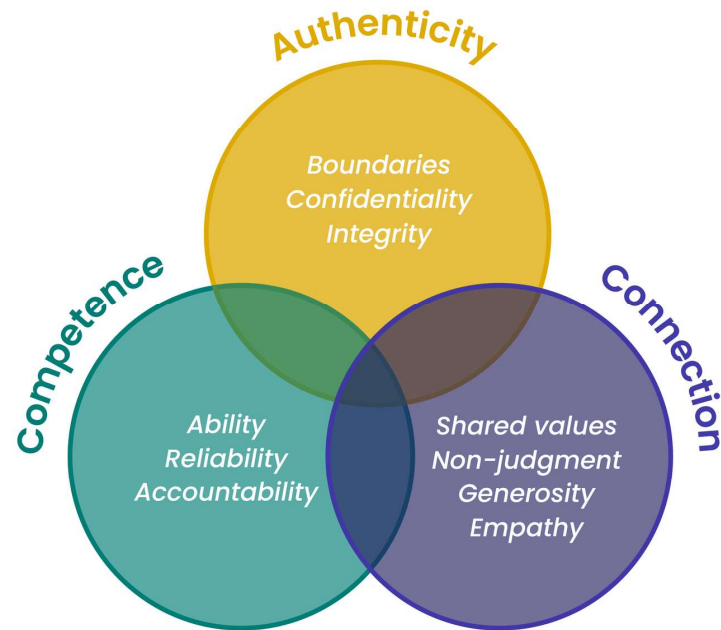 Authenticity
Boundaries
Confidentiality
Integrity
Competence
Ability
Reliability
Accountability
Connection
Shared values
Non-judgment
Generosity
Empathy